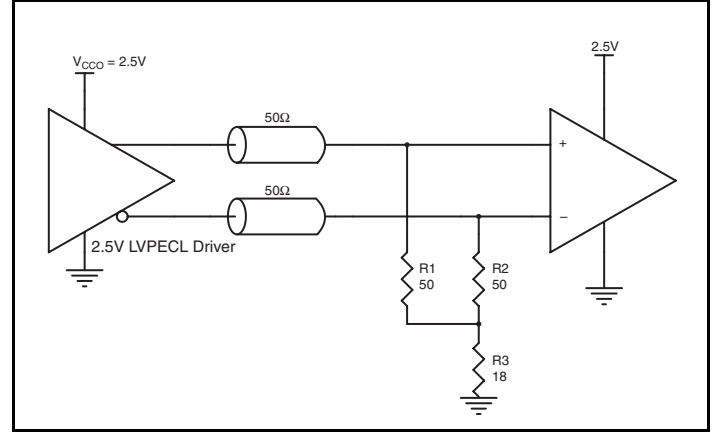 2.5V
V_CCO = 2.5V
50Ω
+
50Ω
–
2.5V LVPECL Driver
R1
50
R2
50
R3
18